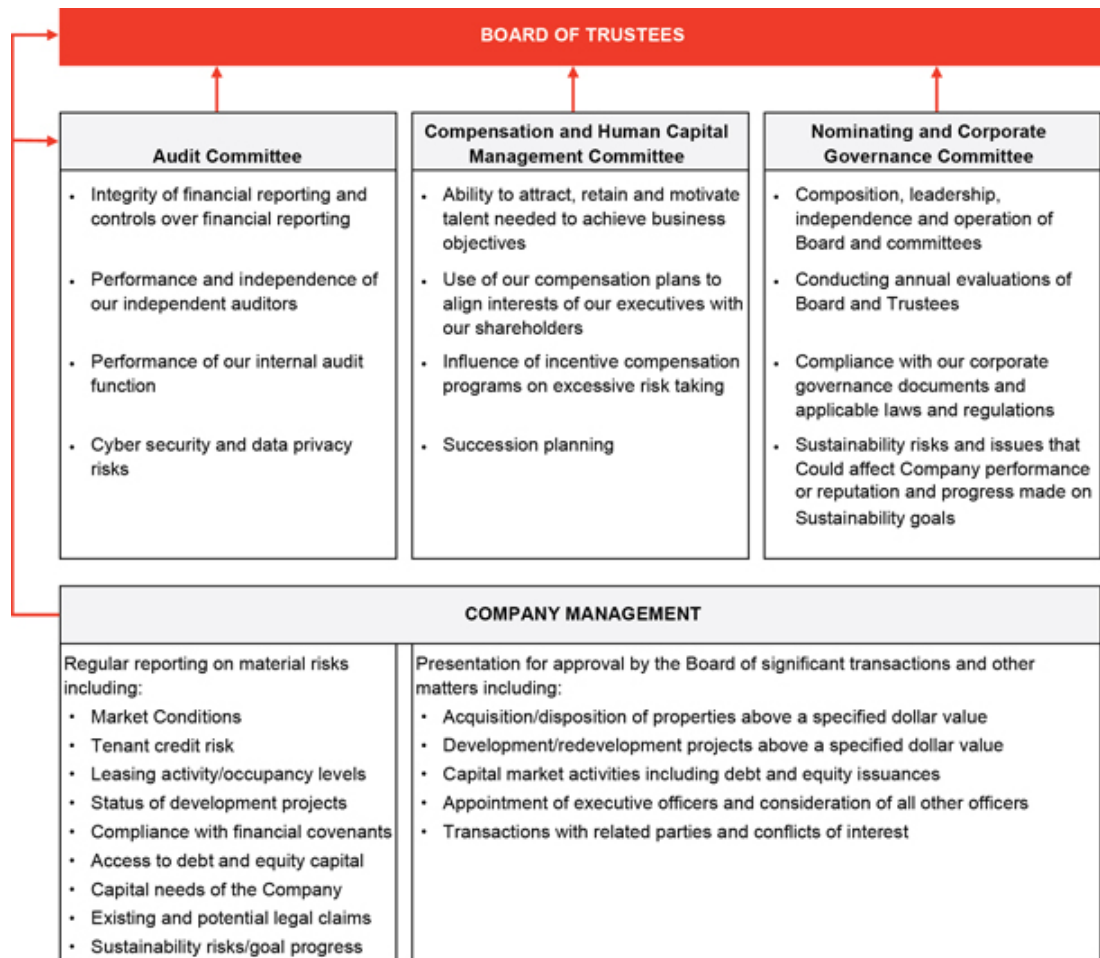 BOARD OF TRUSTEES
Audit Committee
• Integrity of financial reporting and
controls over financial reporting
• Performance and independence of
our independent auditors
• Performance of our internal audit
function
• Cyber security and data privacy
risks
Compensation and Human Capital
Management Committee
• Ability to attract, retain and motivate
talent needed to achieve business
objectives
• Use of our compensation plans to
align interests of our executives with
our shareholders
• Influence of incentive compensation
programs on excessive risk taking
• Succession planning
Nominating and Corporate
Governance Committee
• Composition, leadership,
independence and operation of
Board and committees
• Conducting annual evaluations of
Board and Trustees
• Compliance with our corporate
governance documents and
applicable laws and regulations
• Sustainability risks and issues that
Could affect Company performance
or reputation and progress made on
Sustainability goals
COMPANY MANAGEMENT
Regular reporting on material risks
including:
• Market Conditions
• Tenant credit risk
• Leasing activity/occupancy levels
• Status of development projects
• Compliance with financial covenants
• Access to debt and equity capital
• Capital needs of the Company
• Existing and potential legal claims
• Sustainability risks/goal progress
Presentation for approval by the Board of significant transactions and other
matters including:
• Acquisition/disposition of properties above a specified dollar value
• Development/redevelopment projects above a specified dollar value
• Capital market activities including debt and equity issuances
• Appointment of executive officers and consideration of all other officers
• Transactions with related parties and conflicts of interest